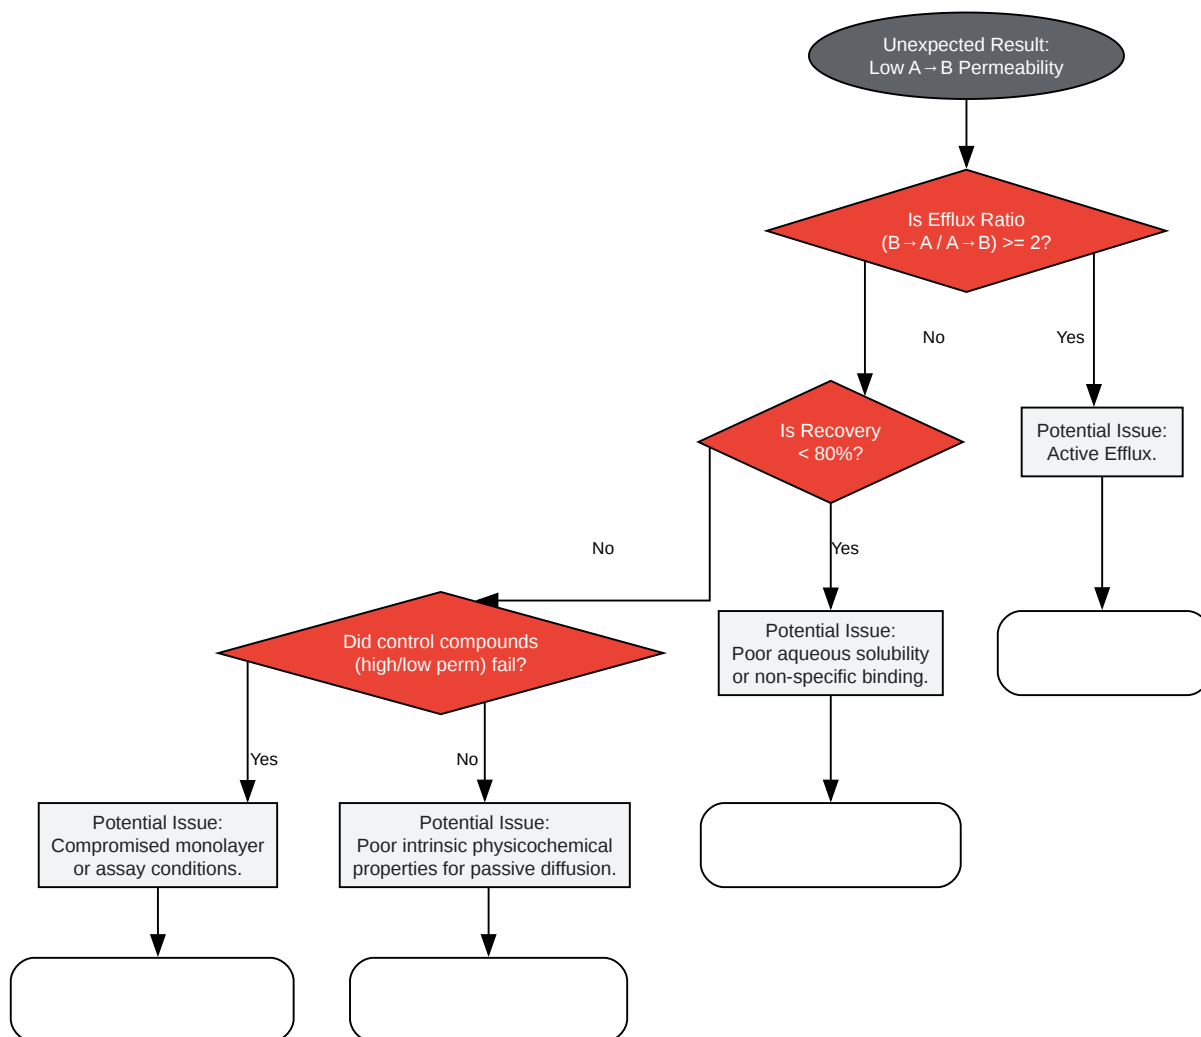 Unexpected Result:
Low A→B Permeability
Is Efflux Ratio
(B→A / A→B) >= 2?
No
Yes
Is Recovery
< 80%?
Potential Issue:
Active Efflux.
No
Yes
Did control compounds
(high/low perm) fail?
Potential Issue:
Poor aqueous solubility
or non-specific binding.
Yes
No
Potential Issue:
Compromised monolayer
or assay conditions.
Potential Issue:
Poor intrinsic physicochemical
properties for passive diffusion.